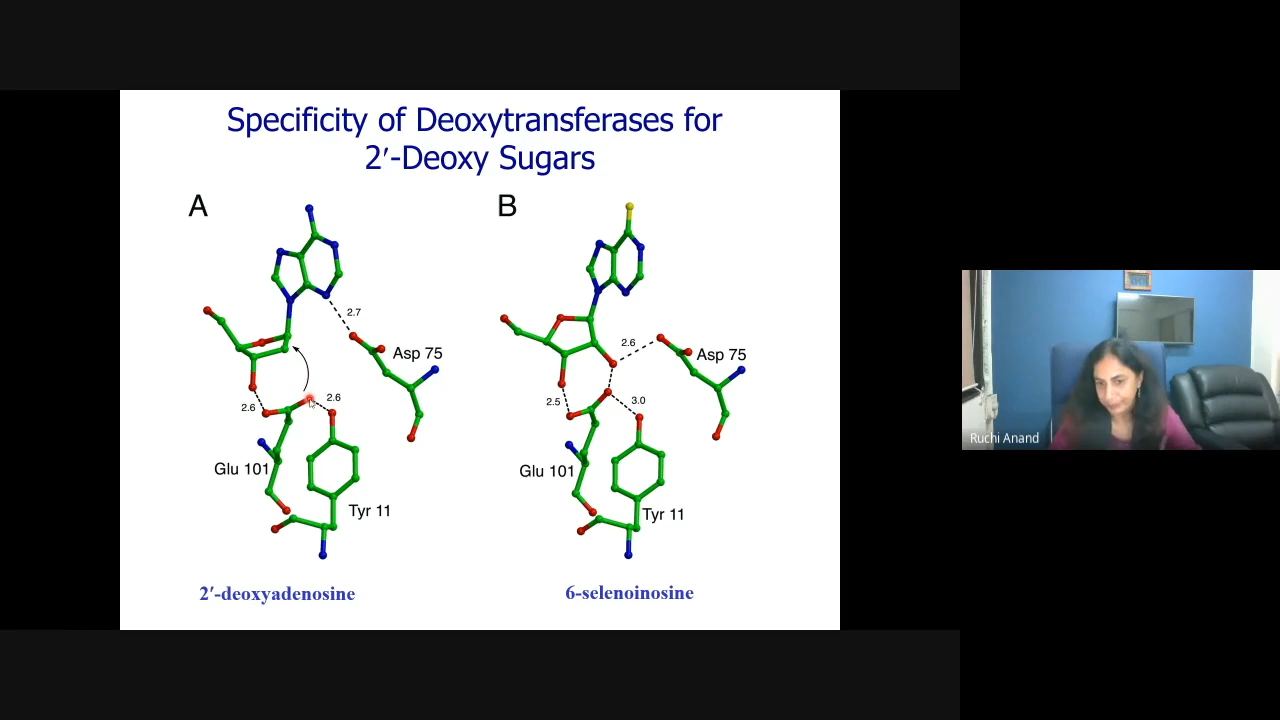 Specificity of Deoxytransferases for
2′-Deoxy Sugars
A
B
2.7
Asp 75
2.6
2.6
Glu 101
Tyr 11
2′-deoxyadenosine
2.6
Asp 75
2.5
3.0
Glu 101
Tyr 11
6-selenoinosine
Ruchi Anand